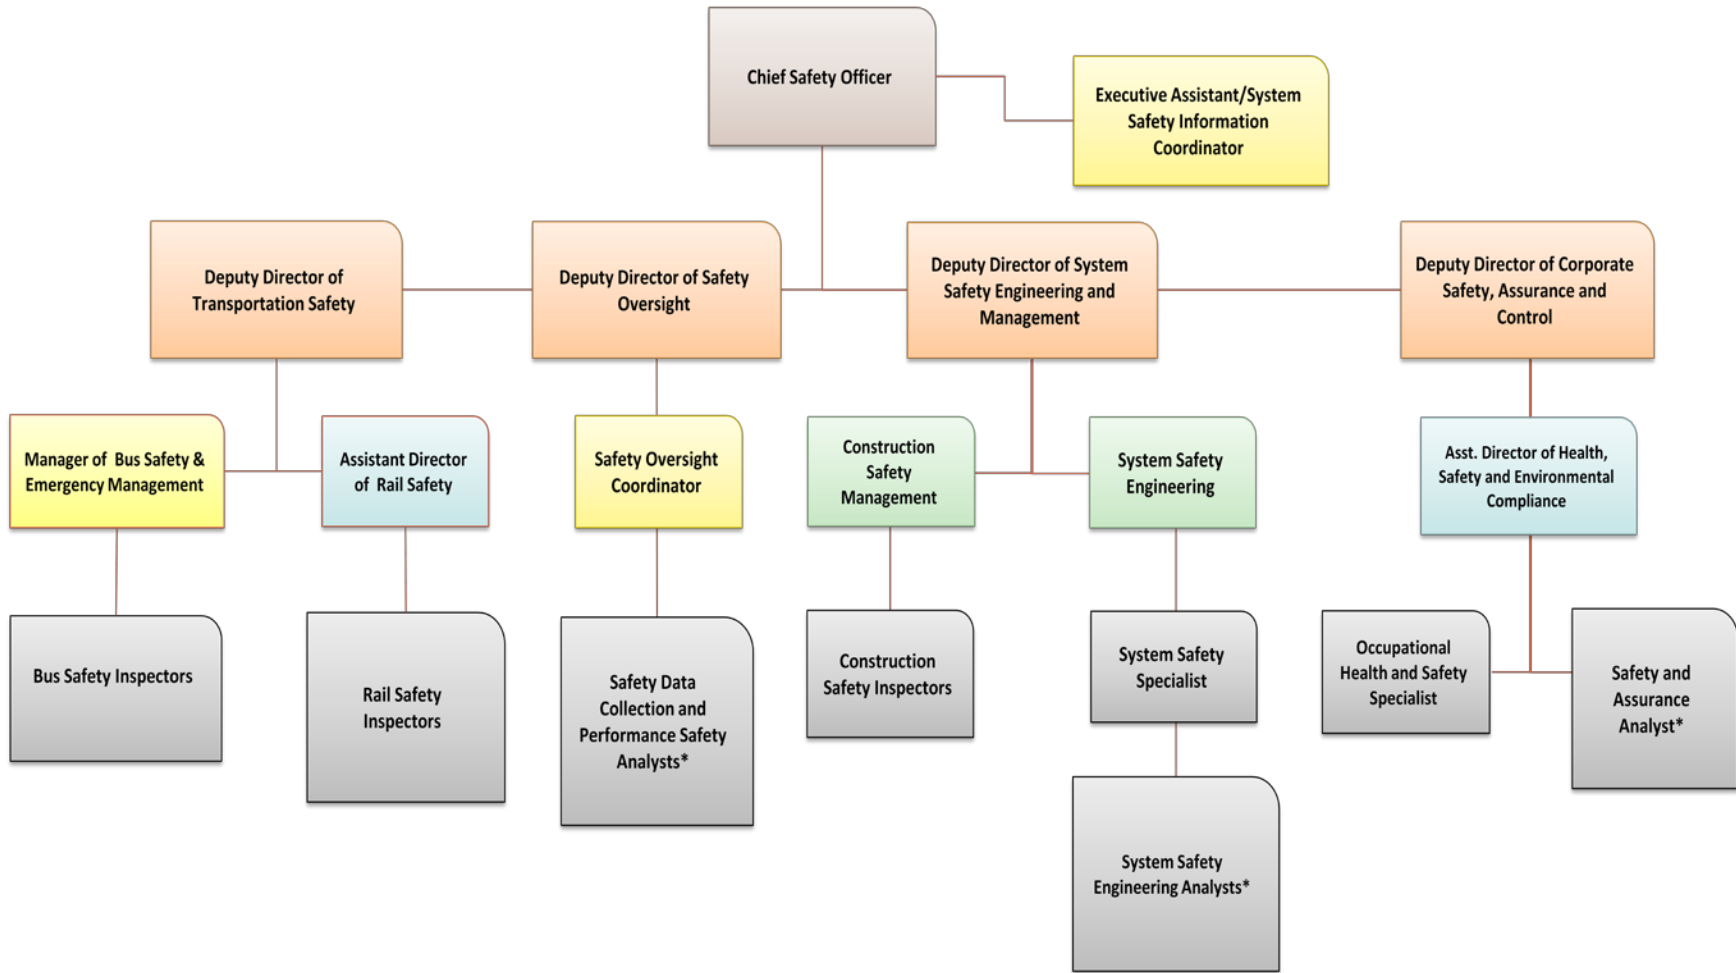 Chief Safety Officer
Executive Assistant/System
Safety Information
Coordinator
Deputy Director of
Transportation Safety
Deputy Director of Safety
Oversight
Deputy Director of System
Safety Engineering and
Management
Deputy Director of Corporate
Safety, Assurance and
Control
Manager of Bus Safety &
Emergency Management
Assistant Director
of Rail Safety
Safety Oversight
Coordinator
Construction
Safety
Management
System Safety
Engineering
Asst. Director of Health,
Safety and Environmental
Compliance
Bus Safety Inspectors
Rail Safety
Inspectors
Safety Data
Collection and
Performance Safety
Analysts*
Construction
Safety Inspectors
System Safety
Specialist
Occupational
Health and Safety
Specialist
Safety and
Assurance
Analyst*
System Safety
Engineering Analysts*